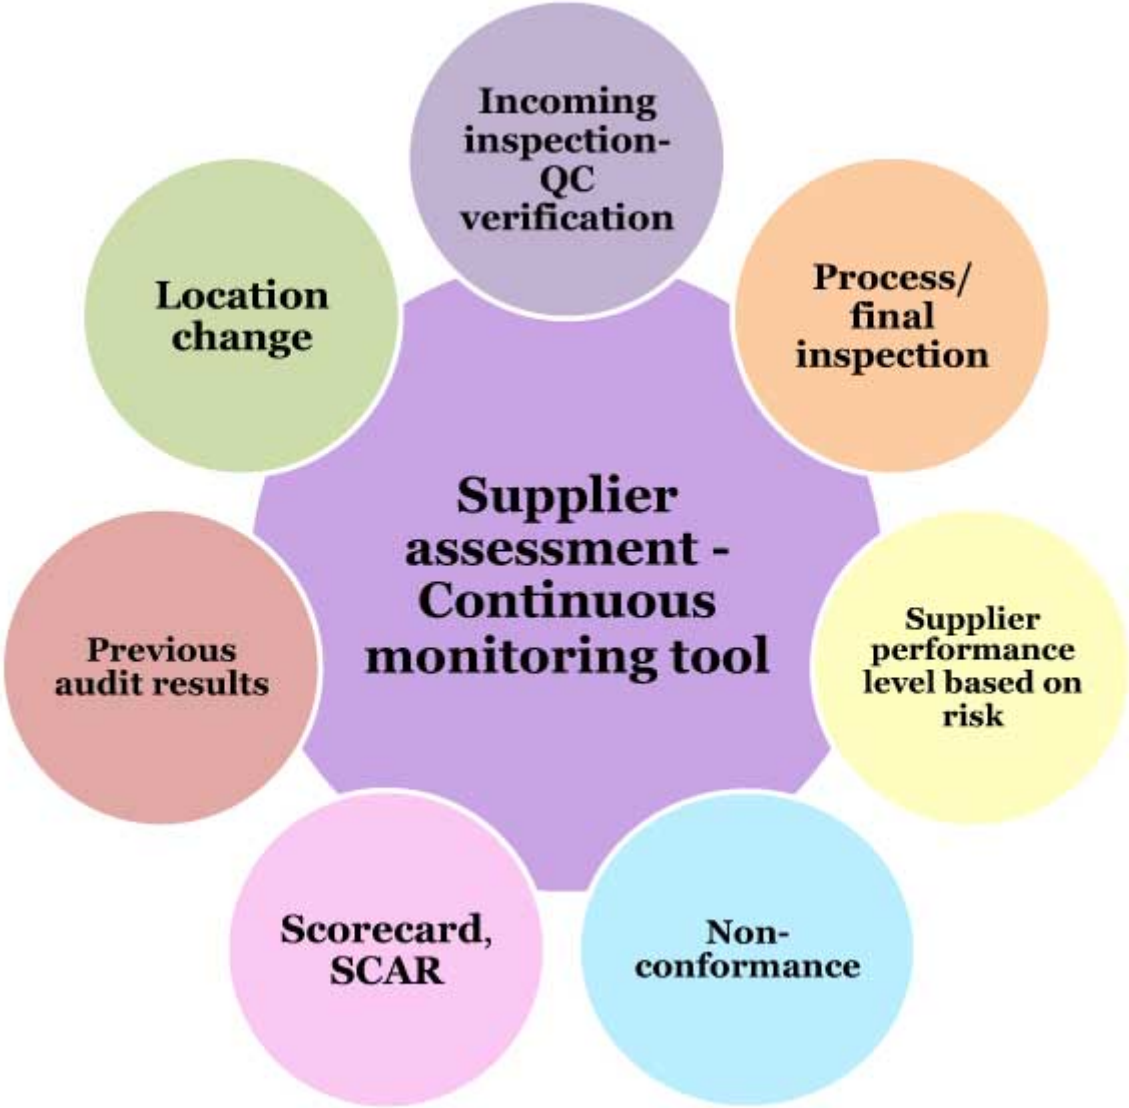 Incoming
inspection-
QC
verification
Process/
final
inspection
Supplier
performance
level based on
risk
Non-
conformance
Scorecard,
SCAR
Previous
audit results
Location
change
Supplier
assessment -
Continuous
monitoring tool